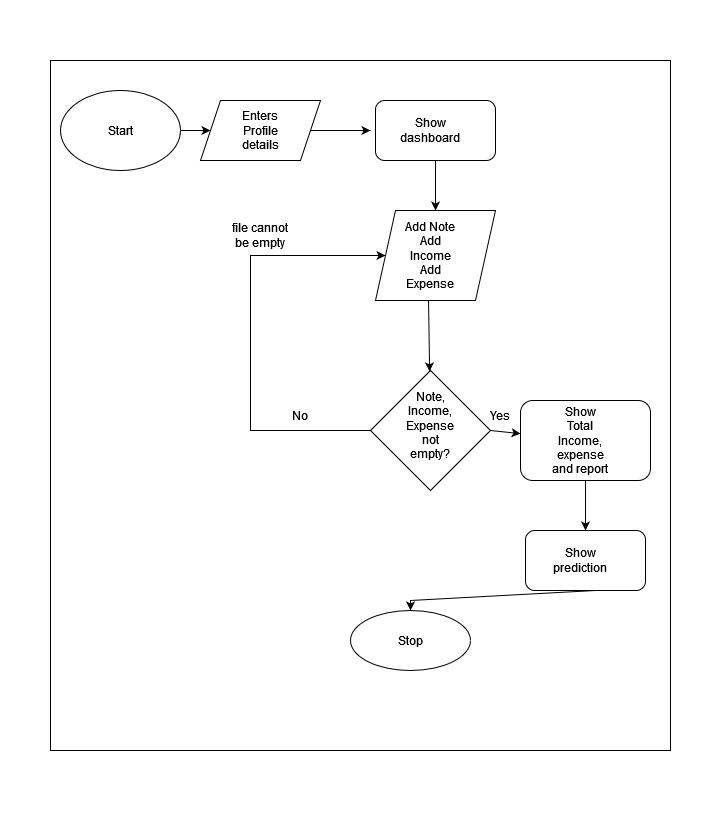 Start
Enters
Profile
details
Show
dashboard
file cannot
be empty
Add Note
Add
Income
Add
Expense
No
Note,
Income,
Expense
not
empty?
Yes
Show
Total
Income,
expense
and report
Show
prediction
Stop